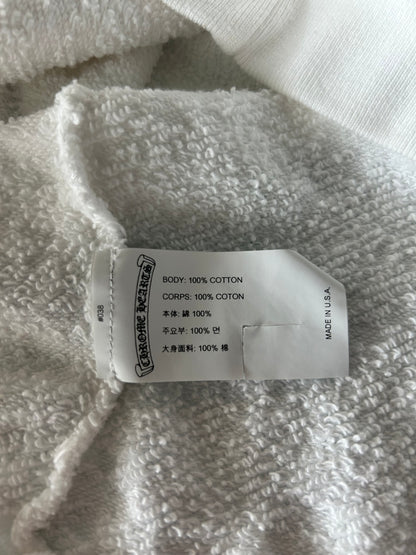 BODY: 100% COTTON
CORPS: 100% COTON
本体: 綿 100%
주요부: 100% 면
大身面料: 100% 棉
CHROME HEARTS
#038
MADE IN U.S.A.